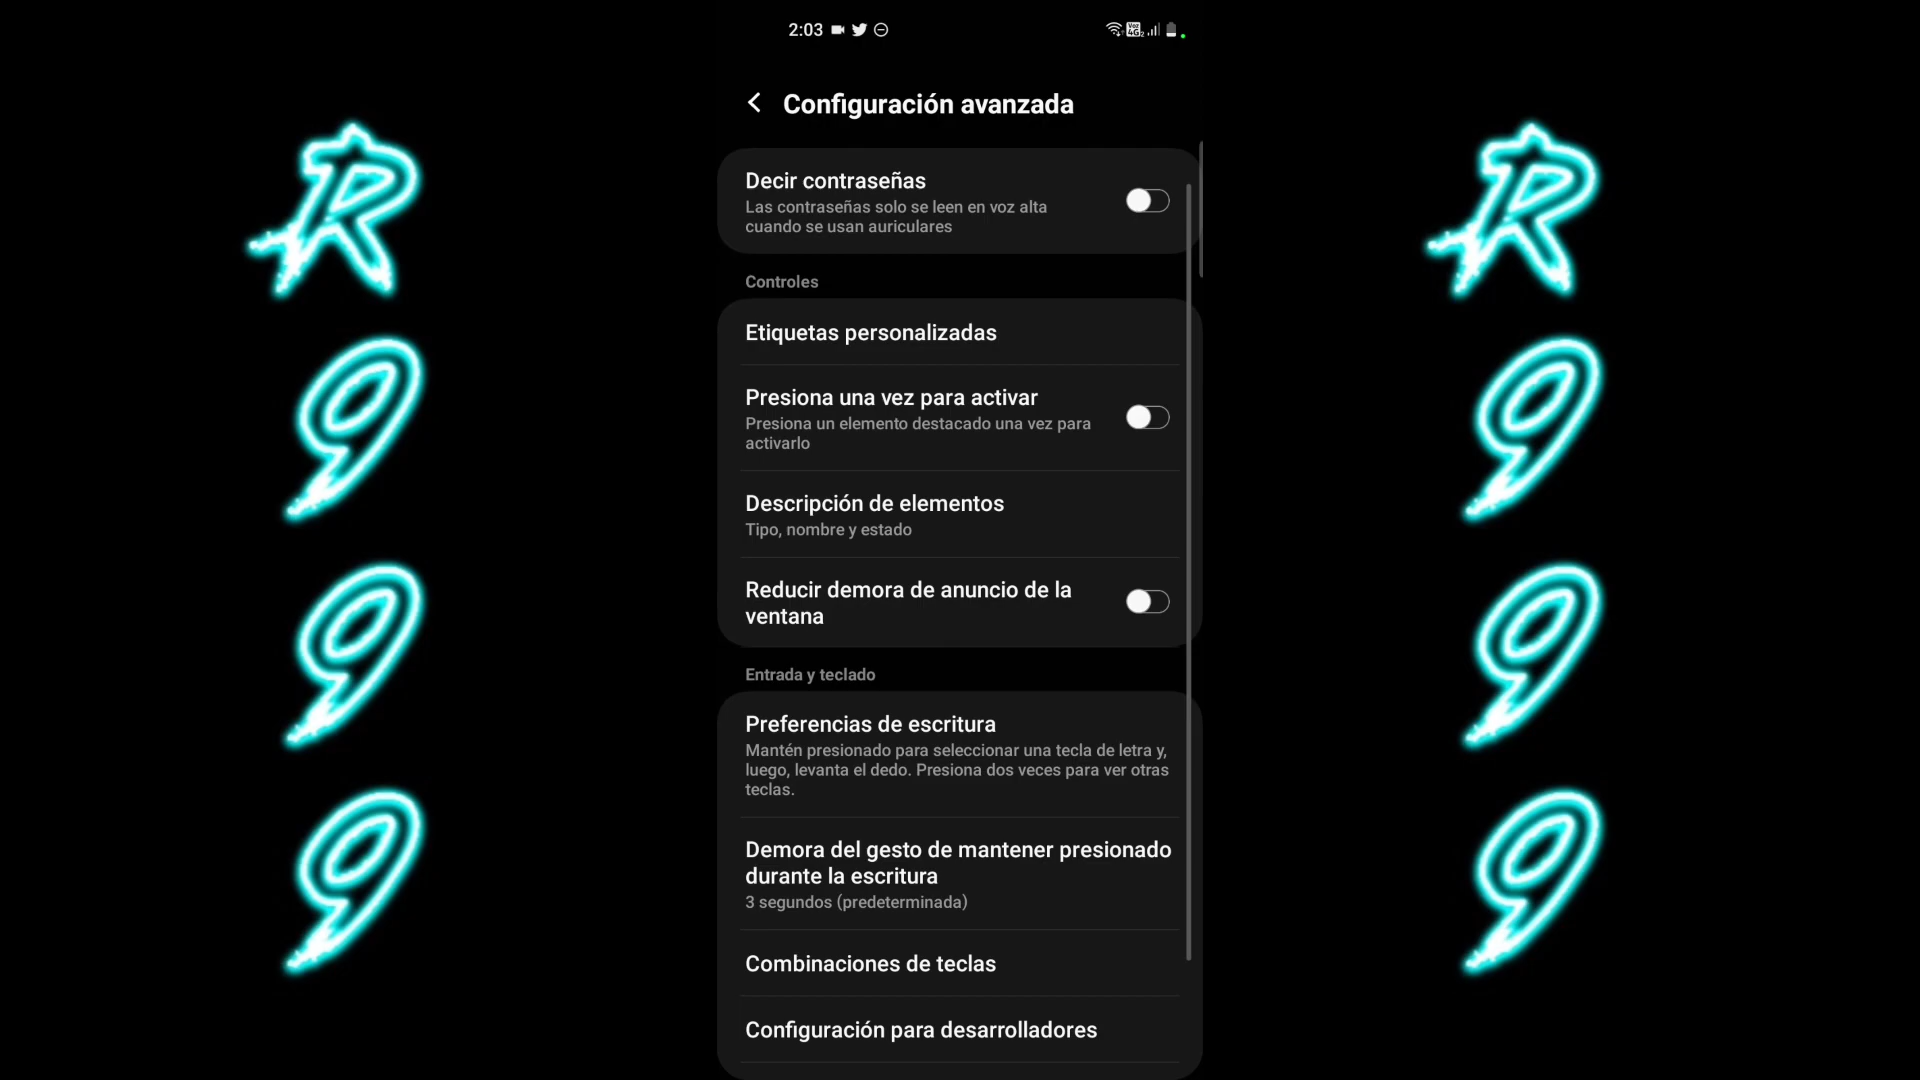 2:03
Voz
4G
Configuración avanzada
Decir contraseñas
Las contraseñas solo se leen en voz alta
cuando se usan auriculares
Controles
Etiquetas personalizadas
Presiona una vez para activar
Presiona un elemento destacado una vez para
activarlo
Descripción de elementos
Tipo, nombre y estado
Reducir demora de anuncio de la
ventana
Entrada y teclado
Preferencias de escritura
Mantén presionado para seleccionar una tecla de letra y,
luego, levanta el dedo. Presiona dos veces para ver otras
teclas.
Demora del gesto de mantener presionado
durante la escritura
3 segundos (predeterminada)
Combinaciones de teclas
Configuración para desarrolladores
R
9
9
9
R
9
9
9